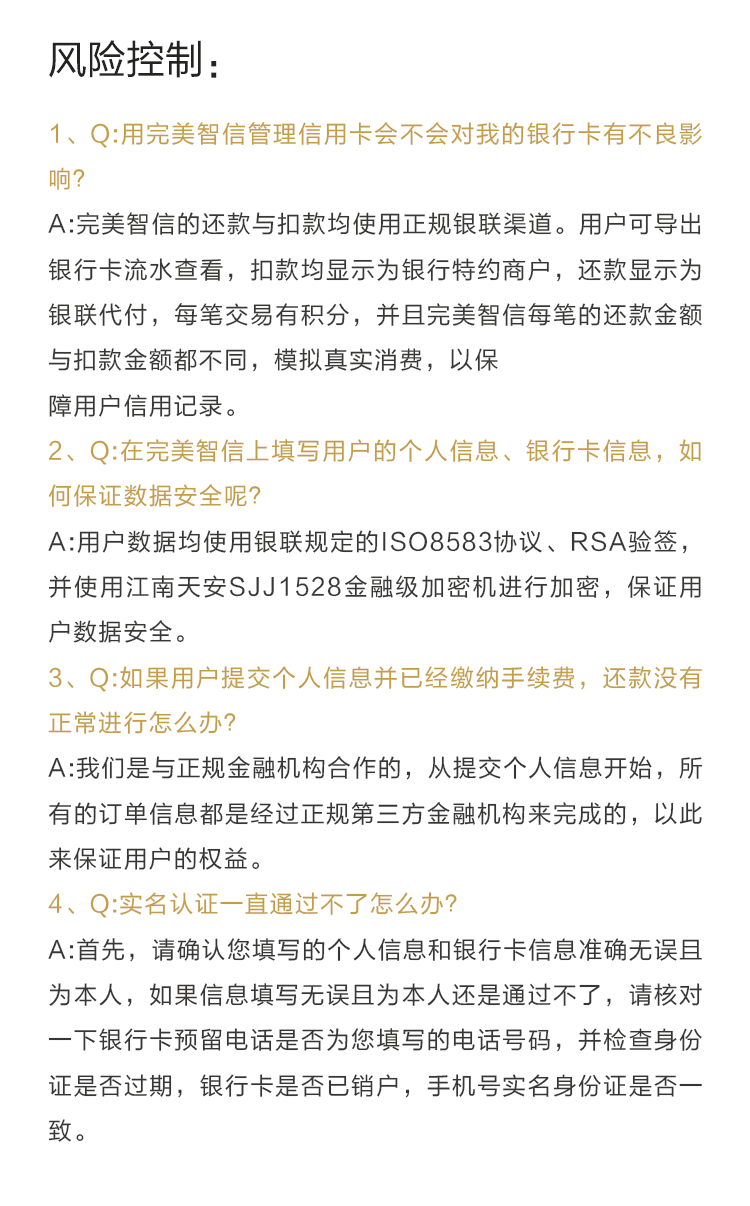 风险控制：
1、Q:用完美智信管理信用卡会不会对我的银行卡有不良影
响?
A:完美智信的还款与扣款均使用正规银联渠道。用户可导出
银行卡流水查看，扣款均显示为银行特约商户，还款显示为
银联代付，每笔交易有积分，并且完美智信每笔的还款金额
与扣款金额都不同，模拟真实消费，以保
障用户信用记录。
2、Q:在完美智信上填写用户的个人信息、银行卡信息，如
何保证数据安全呢?
A:用户数据均使用银联规定的ISO8583协议、RSA验签，
并使用江南天安SJJ1528金融级加密机进行加密，保证用
户数据安全。
3、Q:如果用户提交个人信息并已经缴纳手续费，还款没有
正常进行怎么办?
A:我们是与正规金融机构合作的，从提交个人信息开始，所
有的订单信息都是经过正规第三方金融机构来完成的，以此
来保证用户的权益。
4、Q:实名认证一直通过不了怎么办?
A:首先，请确认您填写的个人信息和银行卡信息准确无误且
为本人，如果信息填写无误且为本人还是通过不了，请核对
一下银行卡预留电话是否为您填写的电话号码，并检查身份
证是否过期，银行卡是否已销户，手机号实名身份证是否一
致。